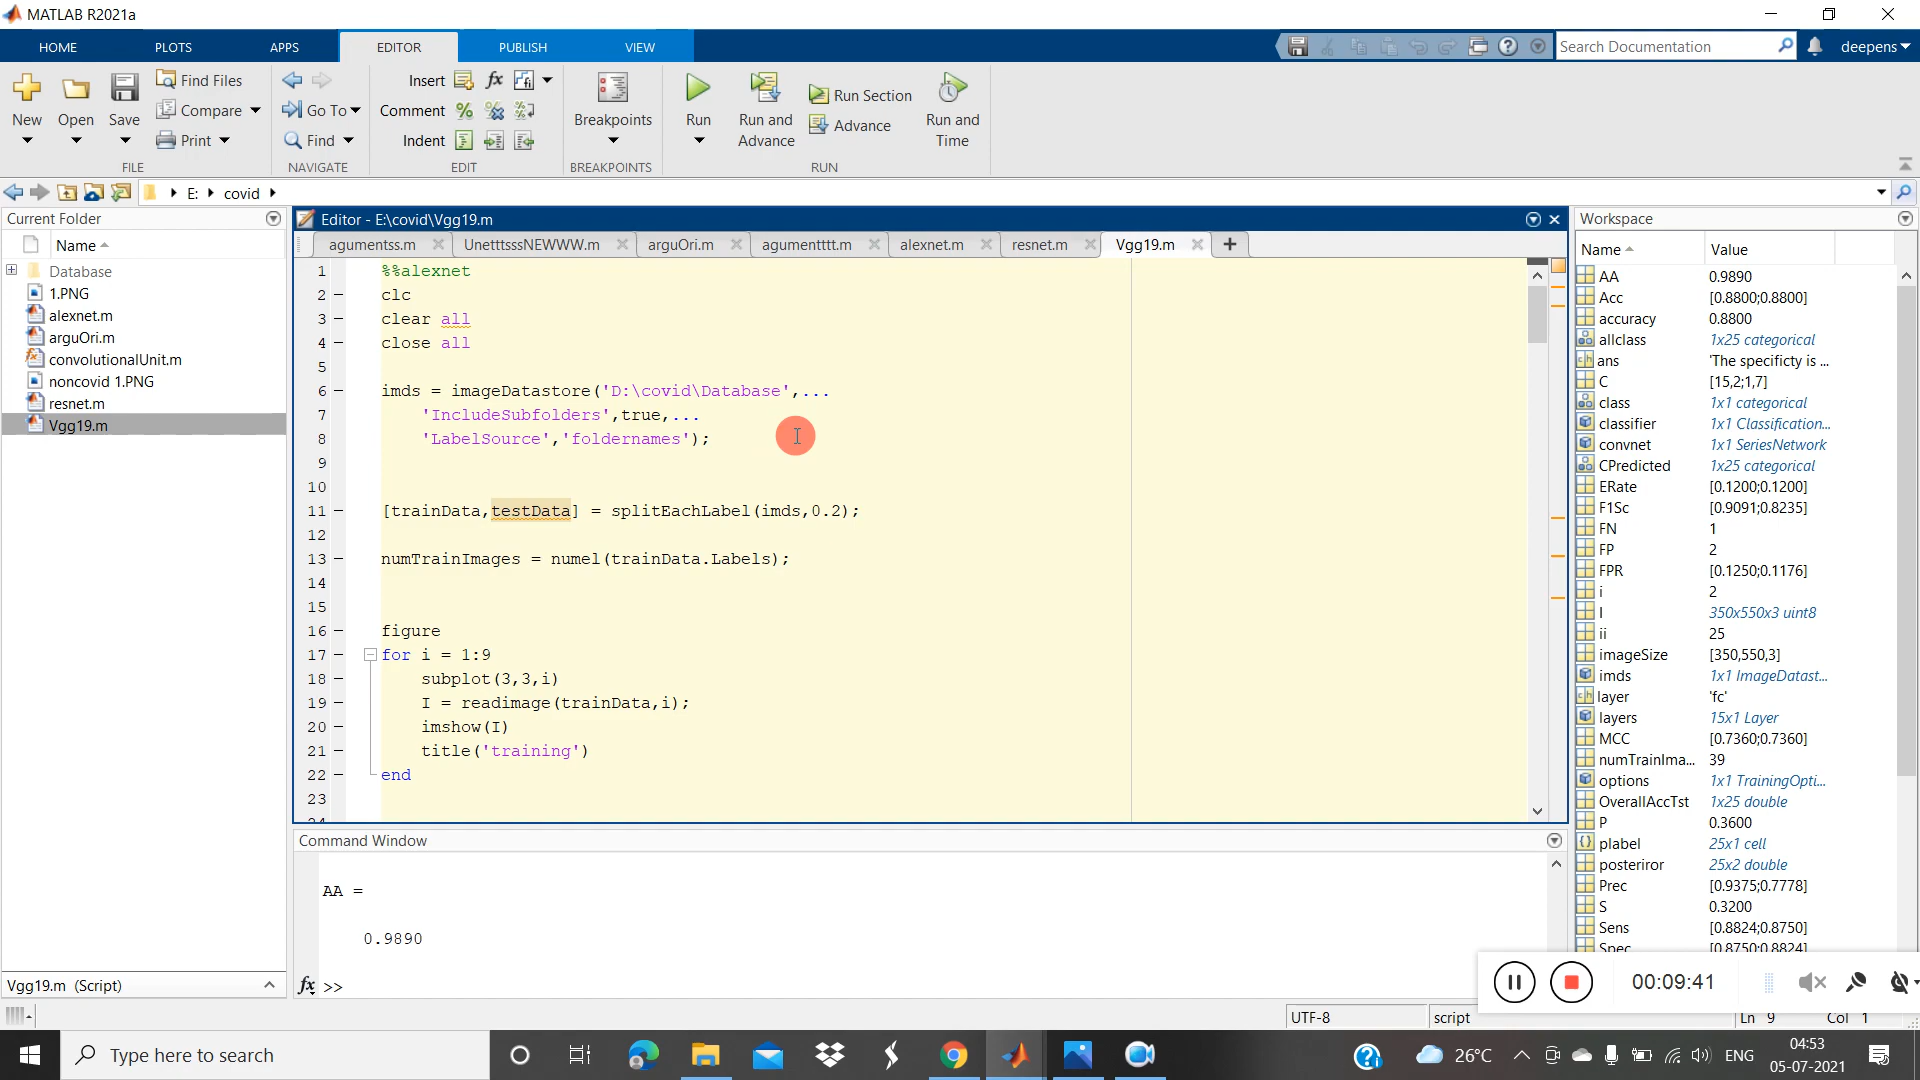 MATLAB R2021a
HOME PLOTS APPS EDITOR PUBLISH VIEW
Search Documentation
deepens
New
Open
Save
Find Files
Compare
Print
FILE
Go To
Find
NAVIGATE
Insert
fx
Comment
Indent
EDIT
Breakpoints
BREAKPOINTS
Run
Run and Advance
Run Section
Advance
Run and Time
RUN
E: covid
Current Folder
Name
Database
1.PNG
alexnet.m
arguOri.m
convolutionalUnit.m
noncovid 1.PNG
resnet.m
Vgg19.m
Vgg19.m (Script)
Editor - E:\covid\Vgg19.m
agumentss.m UnetttsssNEWWW.m arguOri.m agumentttt.m alexnet.m resnet.m Vgg19.m
1 %%alexnet
2 clc
3 clear all
4 close all
5
6 imds = imageDatastore('D:\covid\Database',...
7 'IncludeSubfolders',true,...
8 'LabelSource','foldernames');
9
10
11 [trainData,testData] = splitEachLabel(imds,0.2);
12
13 numTrainImages = numel(trainData.Labels);
14
15
16 figure
17 for i = 1:9
18 subplot(3,3,i)
19 I = readimage(trainData,i);
20 imshow(I)
21 title('training')
22 end
23
24
Command Window
AA =
0.9890
fx >>
Workspace
Name Value
AA 0.9890
Acc [0.8800;0.8800]
accuracy 0.8800
allclass 1x25 categorical
ans 'The specificty is ...
C [15,2;1,7]
class 1x1 categorical
classifier 1x1 Classification...
convnet 1x1 SeriesNetwork
CPredicted 1x25 categorical
ERate [0.1200;0.1200]
F1Sc [0.9091;0.8235]
FN 1
FP 2
FPR [0.1250;0.1176]
i 2
I 350x550x3 uint8
ii 25
imageSize [350,550,3]
imds 1x1 ImageDatast...
layer 'fc'
layers 15x1 Layer
MCC [0.7360;0.7360]
numTrainIma... 39
options 1x1 TrainingOpti...
OverallAccTst 1x25 double
P 0.3600
plabel 25x1 cell
posteriror 25x2 double
Prec [0.9375;0.7778]
S 0.3200
Sens [0.8824;0.8750]
Spec [0.8750;0.8824]
00:09:41
UTF-8 script Ln 9 Col 1
Type here to search
26°C
ENG
04:53
05-07-2021